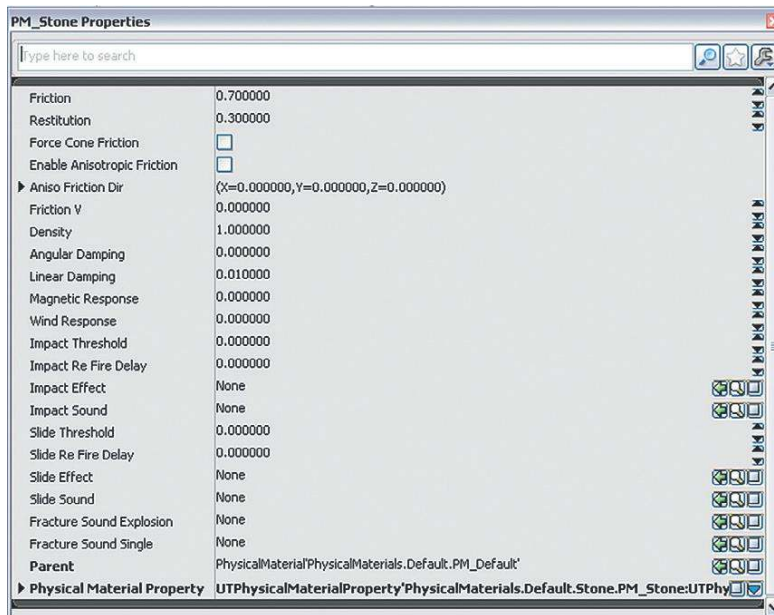 PM_Stone Properties
Type here to search
Friction 0.700000
Restitution 0.300000
Force Cone Friction
Enable Anisotropic Friction
Aniso Friction Dir (X=0.000000,Y=0.000000,Z=0.000000)
Friction V 0.000000
Density 1.000000
Angular Damping 0.000000
Linear Damping 0.010000
Magnetic Response 0.000000
Wind Response 0.000000
Impact Threshold 0.000000
Impact Re Fire Delay 0.000000
Impact Effect None
Impact Sound None
Slide Threshold 0.000000
Slide Re Fire Delay 0.000000
Slide Effect None
Slide Sound None
Fracture Sound Explosion None
Fracture Sound Single None
Parent PhysicalMaterial'PhysicalMaterials.Default.PM_Default'
Physical Material Property UTPhysicalMaterialProperty'PhysicalMaterials.Default.Stone.PM_Stone:UTPhy